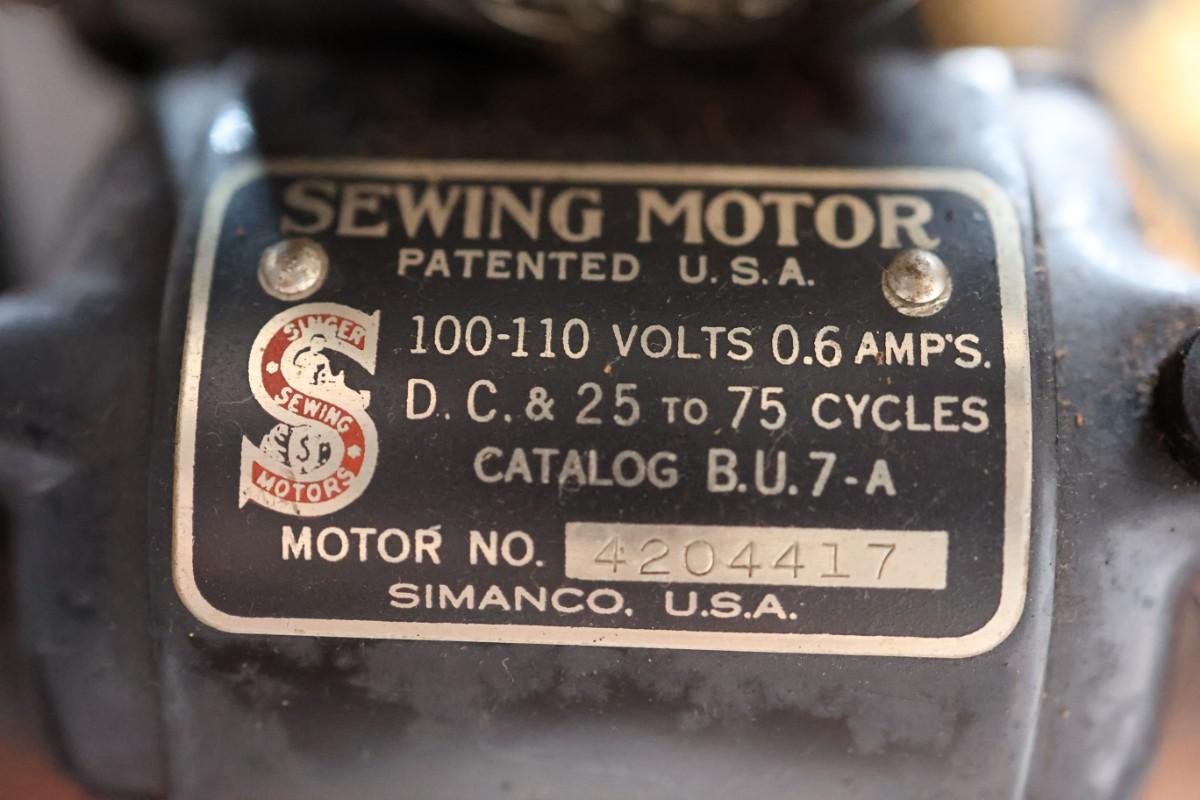 SEWING MOTOR
PATENTED U.S.A.
SINGER
SEWING
S
MOTORS
100-110 VOLTS 0.6 AMP'S.
D.C. & 25 TO 75 CYCLES
CATALOG B.U.7-A
MOTOR NO. 4204417
SIMANCO. U.S.A.